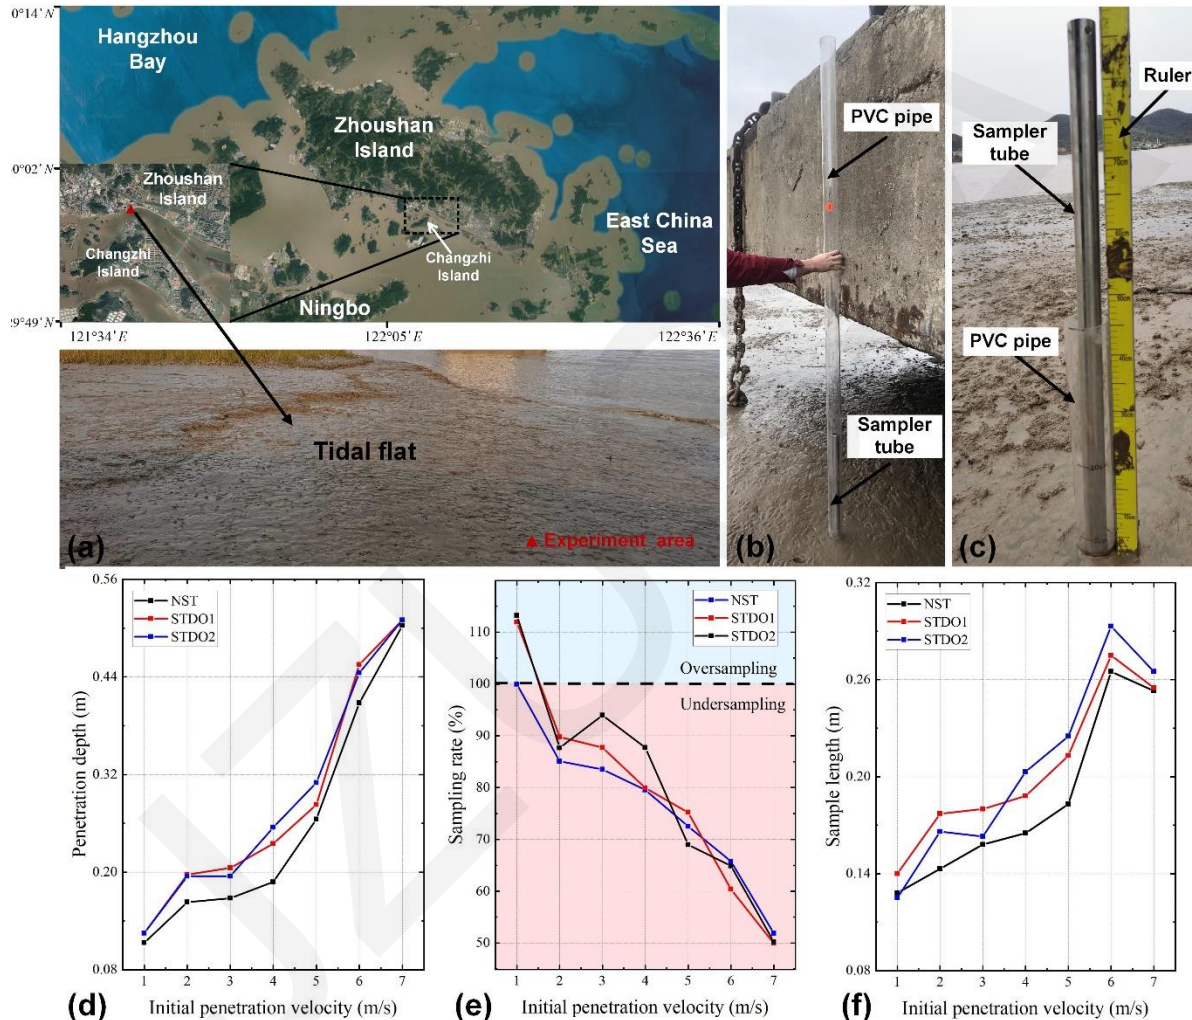 0°14' N
Hangzhou
Bay
Zhoushan
Island
0°02' N
Zhoushan
Island
Changzhi
Island
Changzhi
Island
East China
Sea
Ningbo
9°49' N
121°34' E
122°05' E
122°36' E
Tidal flat
(a)
Experiment area
PVC pipe
Sampler
tube
(b)
Ruler
Sampler
tube
PVC pipe
(c)
0.56
0.44
0.32
0.20
0.08
Penetration depth (m)
NST
STDO1
STDO2
1 2 3 4 5 6 7
(d)
Initial penetration velocity (m/s)
110
100
90
80
70
60
50
Sampling rate (%)
NST
STDO1
STDO2
Oversampling
Undersampling
1 2 3 4 5 6 7
(e)
Initial penetration velocity (m/s)
0.32
0.26
0.20
0.14
0.08
Sample length (m)
NST
STDO1
STDO2
1 2 3 4 5 6 7
(f)
Initial penetration velocity (m/s)